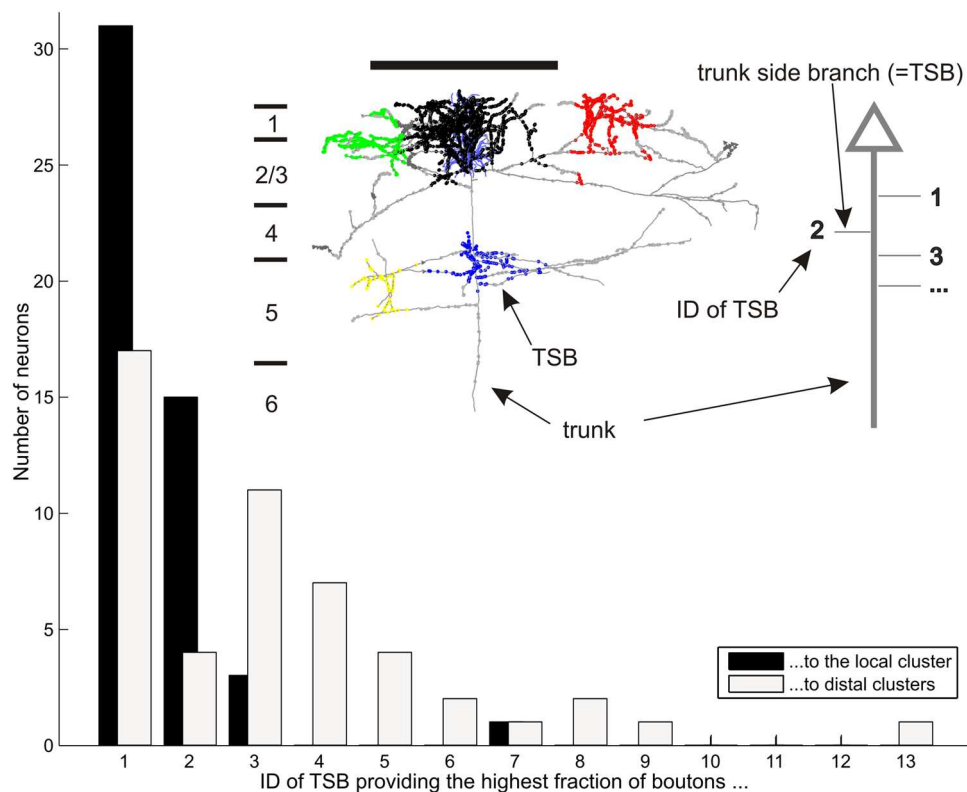 30
25
20
15
10
5
0
Number of neurons
1
2/3
4
5
6
TSB
trunk
trunk side branch (=TSB)
1
2
3
...
ID of TSB
...to the local cluster
...to distal clusters
1 2 3 4 5 6 7 8 9 10 11 12 13
ID of TSB providing the highest fraction of boutons ...